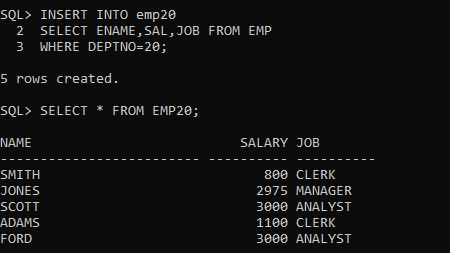 SQL> INSERT INTO emp20
  2  SELECT ENAME,SAL,JOB FROM EMP
  3  WHERE DEPTNO=20;
5 rows created.
SQL> SELECT * FROM EMP20;
NAME                          SALARY JOB
------------------------- ---------- ----------
SMITH                            800 CLERK
JONES                           2975 MANAGER
SCOTT                           3000 ANALYST
ADAMS                           1100 CLERK
FORD                            3000 ANALYST